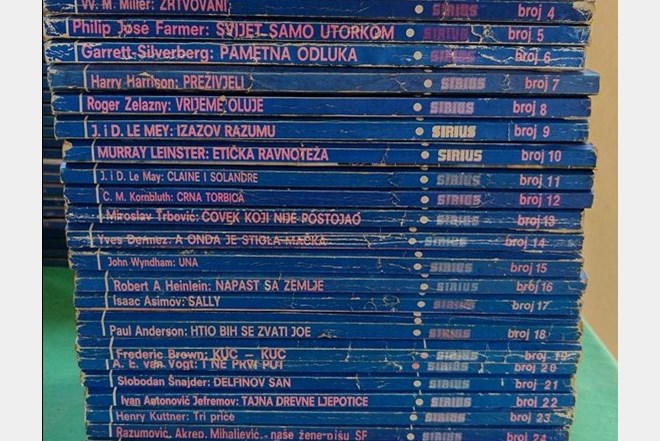 W. M. Miller: ŽRTVOVANI SIRIUS broj 4
Philip José Farmer: SVIJET SAMO UTORKOM SIRIUS broj 5
Garrett-Silverberg: PAMETNA ODLUKA SIRIUS broj 6
Harry Harrison: PREŽIVJELI SIRIUS broj 7
Roger Zelazny: VRIJEME OLUJE SIRIUS broj 8
J. i D. LE MEY: IZAZOV RAZUMU SIRIUS broj 9
MURRAY LEINSTER: ETIČKA RAVNOTEŽA SIRIUS broj 10
J. i D. Le May: CLAINE I SOLANDRE SIRIUS broj 11
C. M. Kornbluth: CRNA TORBICA SIRIUS broj 12
Miroslav Trbović: ČOVEK KOJI NIJE POSTOJAO SIRIUS broj 13
Yves Dermèz: A ONDA JE STIGLA MAČKA SIRIUS broj 14
John Wyndham: UNA SIRIUS broj 15
Robert A Heinlein: NAPAST SA ZEMLJE SIRIUS broj 16
Isaac Asimov: SALLY SIRIUS broj 17
Paul Anderson: HTIO BIH SE ZVATI JOE SIRIUS broj 18
Frederic Brown: KUC — KUC SIRIUS broj 19
A. E. van Vogt: I NE PRVI PUT SIRIUS broj 20
Slobodan Šnajder: DELFINOV SAN SIRIUS broj 21
Ivan Antonović Jefremov: TAJNA DREVNE LJEPOTICE SIRIUS broj 22
Henry Kuttner: Tri priče SIRIUS broj 23
Razumović, Akrep, Mihaljević, - naše žene pišu SF SIRIUS broj 24